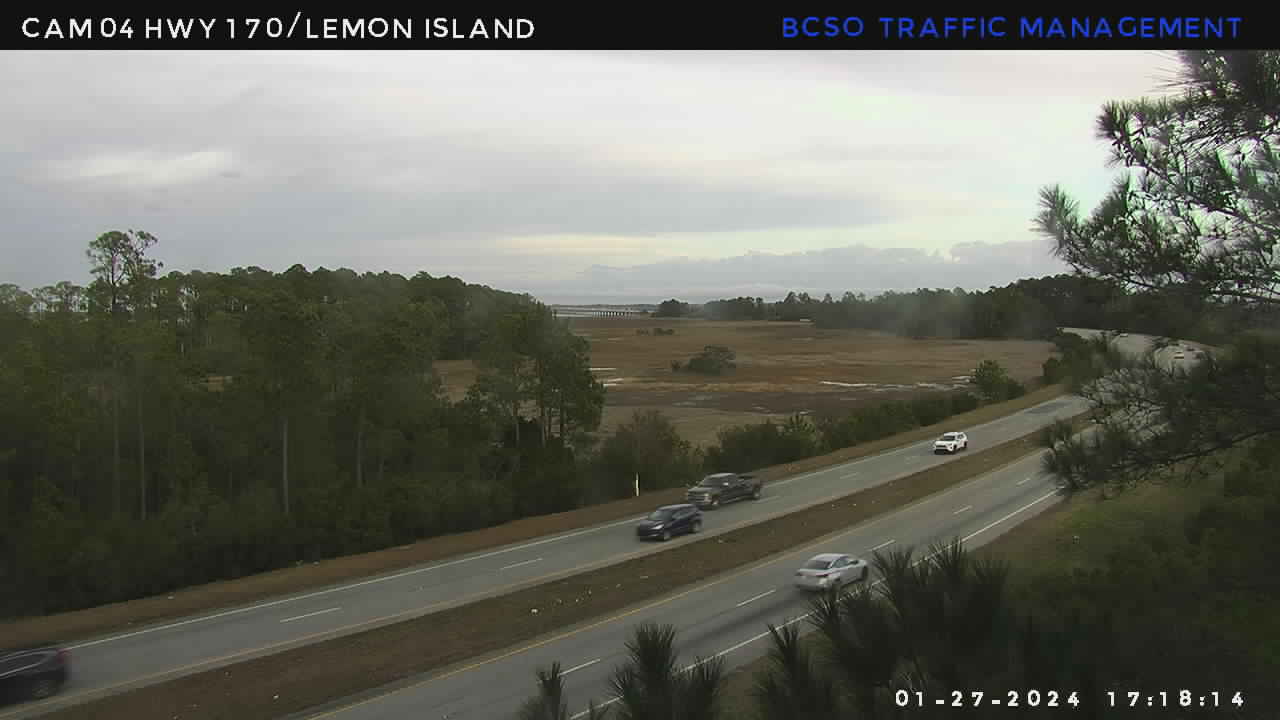 CAM04 HWY 170/LEMON ISLAND
BCSO TRAFFIC MANAGEMENT
01-27-2024 17:18:14